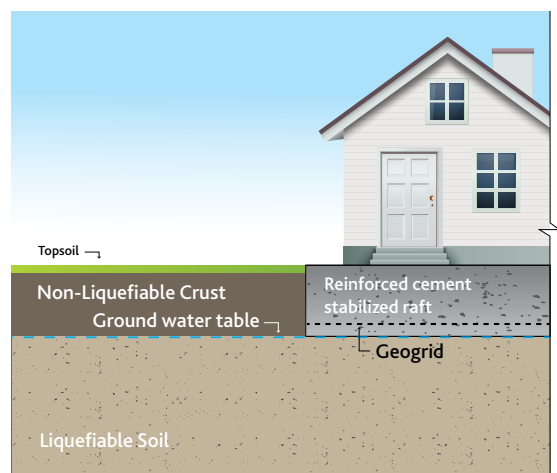 Topsoil
Non-Liquefiable Crust
Reinforced cement
stabilized raft
Ground water table
Geogrid
Liquefiable Soil